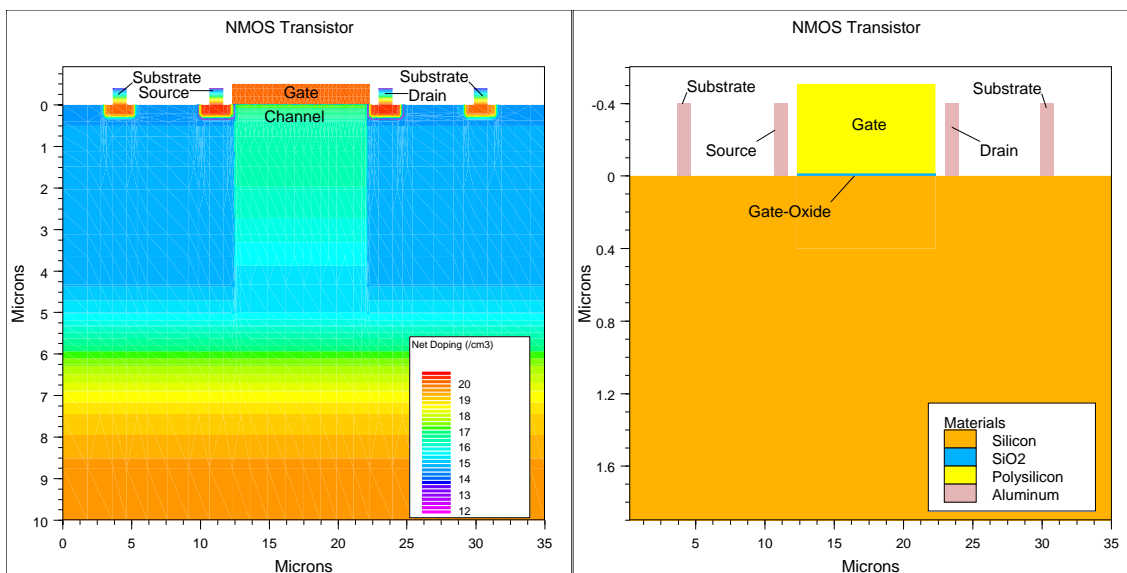 NMOS Transistor
Substrate
Source
Gate
Substrate
Drain
Channel
0
1
2
3
4
5
6
7
8
9
10
Microns
Net Doping (/cm3)
20
19
18
17
16
15
14
13
12
0
5
10
15
20
25
30
35
Microns
NMOS Transistor
Substrate
Substrate
Source
Gate
Drain
Gate-Oxide
-0.4
0
0.4
0.8
1.2
1.6
Microns
Materials
Silicon
SiO2
Polysilicon
Aluminum
0
5
10
15
20
25
30
35
Microns